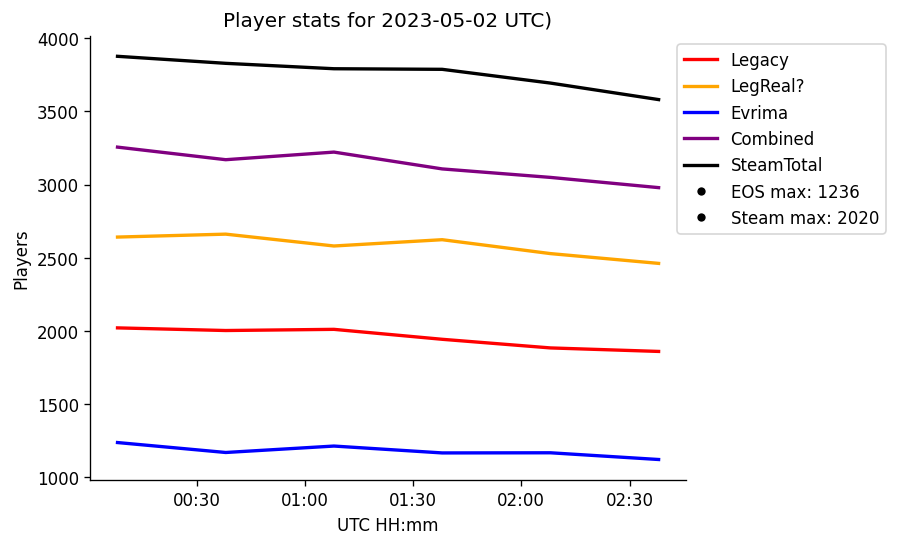 Player stats for 2023-05-02 UTC)
4000
3500
3000
2500
2000
1500
1000
Players
00:30
01:00
01:30
02:00
02:30
UTC HH:mm
Legacy
LegReal?
Evrima
Combined
SteamTotal
EOS max: 1236
Steam max: 2020